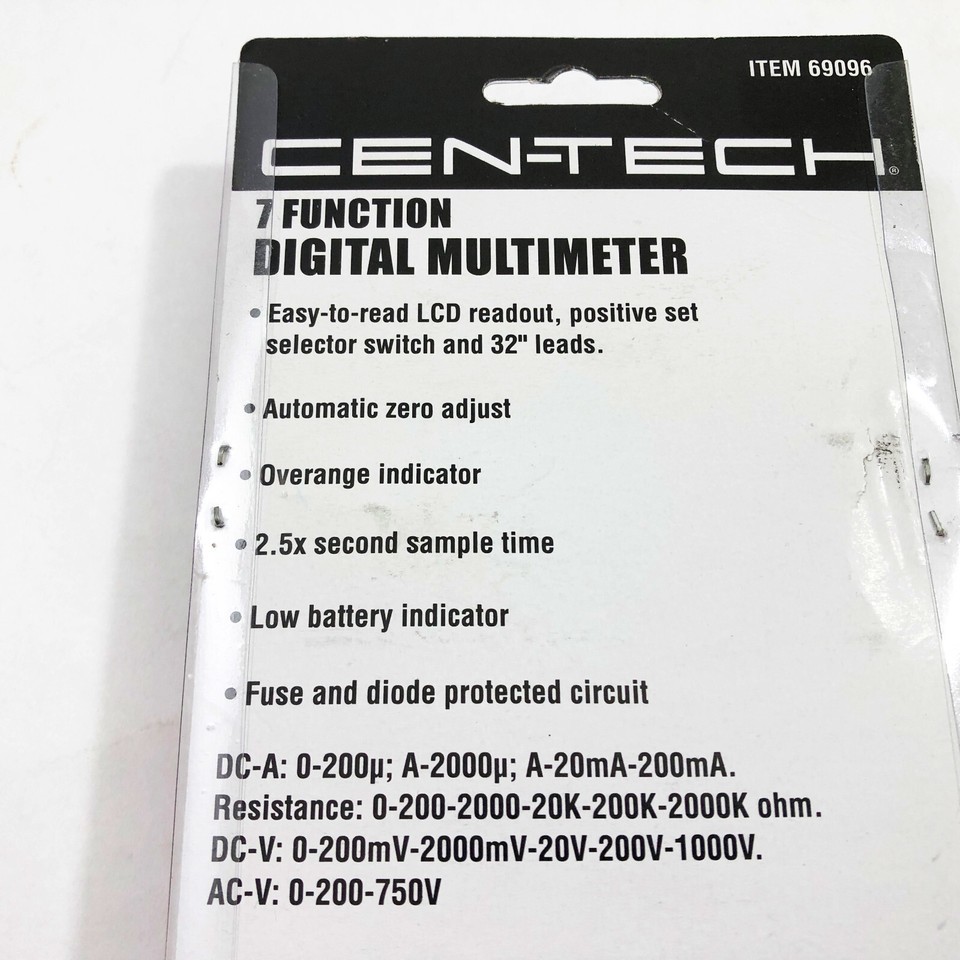 ITEM 69096
CEN-TECH®
7 FUNCTION
DIGITAL MULTIMETER
• Easy-to-read LCD readout, positive set
selector switch and 32" leads.
• Automatic zero adjust
• Overange indicator
• 2.5x second sample time
• Low battery indicator
• Fuse and diode protected circuit
DC-A: 0-200µ; A-2000µ; A-20mA-200mA.
Resistance: 0-200-2000-20K-200K-2000K ohm.
DC-V: 0-200mV-2000mV-20V-200V-1000V.
AC-V: 0-200-750V